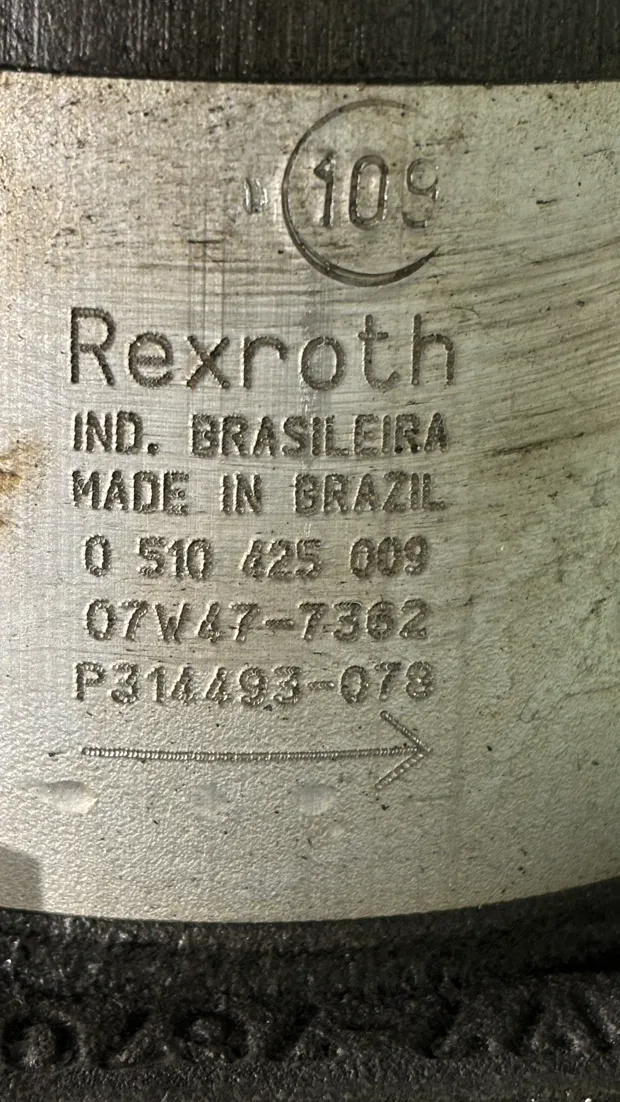 109
Rexroth
IND. BRASILEIRA
MADE IN BRAZIL
0 510 425 009
07W47-7362
P314493-078